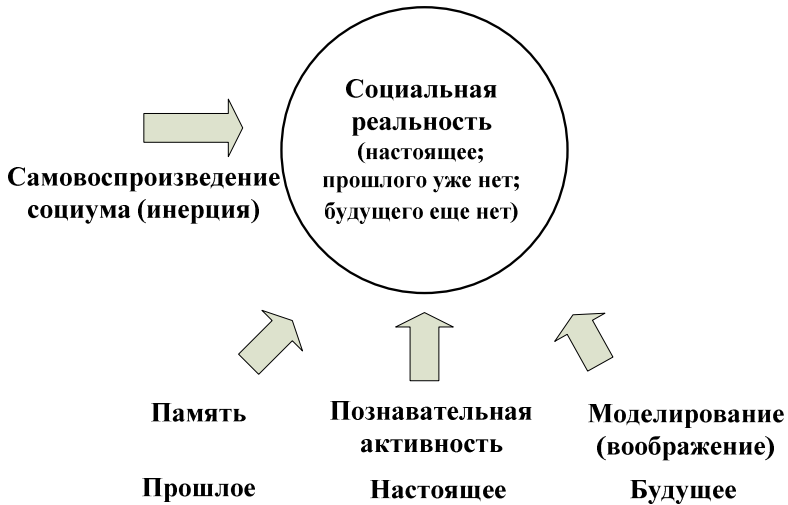 Социальная
реальность
(настоящее;
прошлого уже нет;
будущего еще нет)
Самовоспроизведение
социума (инерция)
Память
Познавательная
активность
Моделирование
(воображение)
Прошлое
Настоящее
Будущее